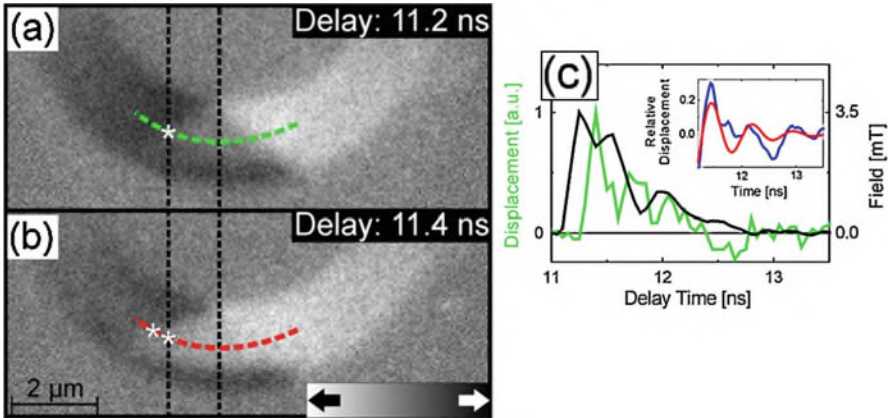 (a)
Delay: 11.2 ns
*
(b)
Delay: 11.4 ns
* *
2 µm
(c)
Displacement [a.u.]
1
0
3.5
0.0
Field [mT]
11
12
13
Delay Time [ns]
Relative
Displacement
0.2
0.0
12
13
Time [ns]